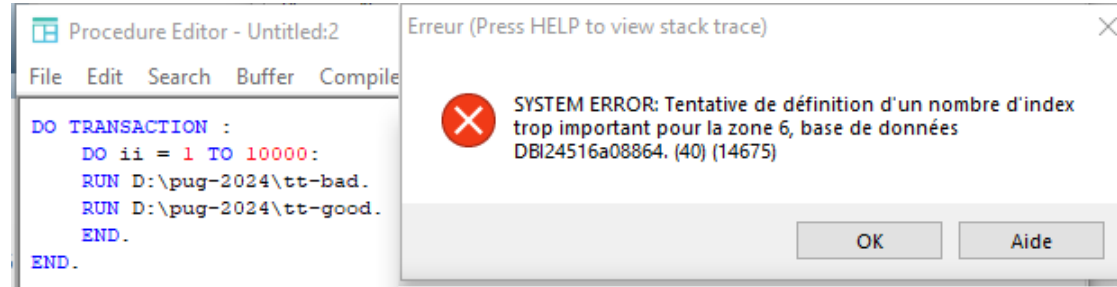 Procedure Editor - Untitled:2
File Edit Search Buffer Compile
DO TRANSACTION :
DO ii = 1 TO 10000:
RUN D:\pug-2024\tt-bad.
RUN D:\pug-2024\tt-good.
END.
END.
Erreur (Press HELP to view stack trace)
SYSTEM ERROR: Tentative de définition d'un nombre d'index
trop important pour la zone 6, base de données
DBI24516a08864. (40) (14675)
OK Aide